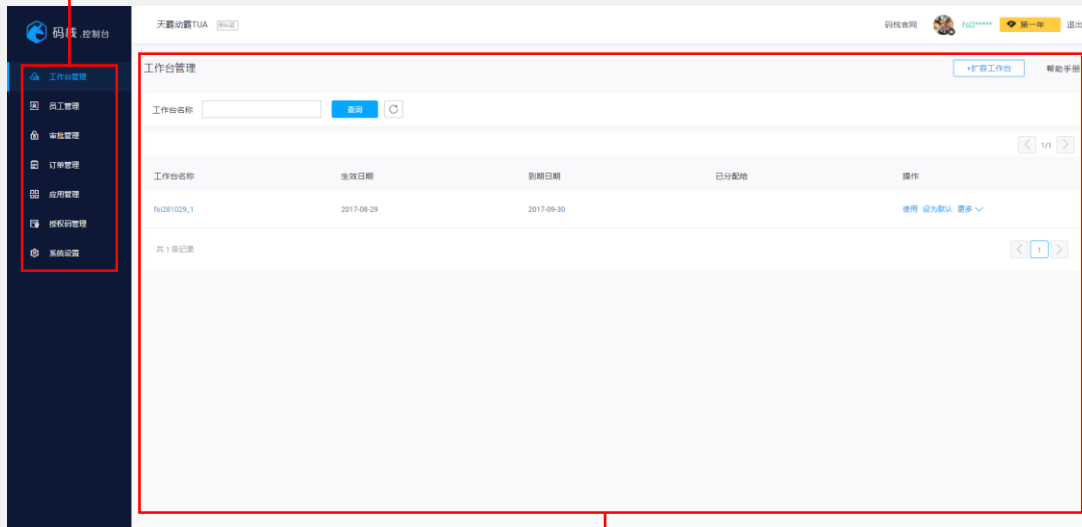 码栈.控制台
天霸动霸TUA
码栈官网 fsi2***** 第一年 退出
工作台管理
员工管理
审批管理
订单管理
应用管理
授权码管理
系统设置
工作台管理 +扩容工作台 帮助手册
工作台名称 查询
1/1
工作台名称 生效日期 到期日期 已分配给 操作
fsi281029_1 2017-08-29 2017-09-30 使用 设为默认 更多
共 1 条记录 1